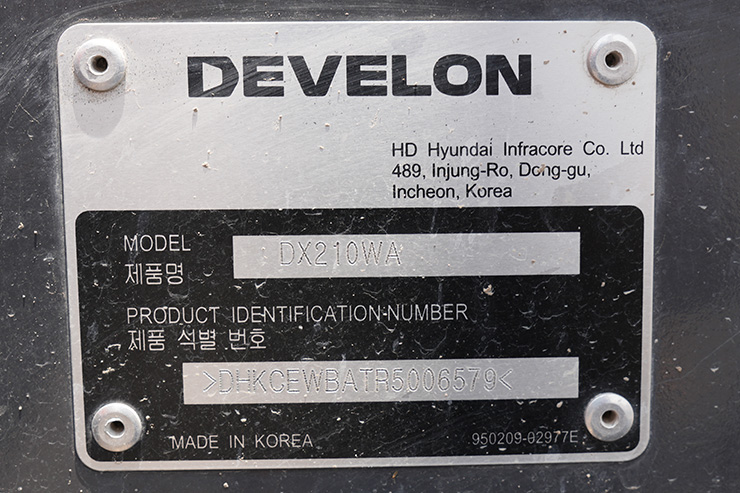 DEVELON
HD Hyundai Infracore Co. Ltd
489, Injung-Ro, Dong-gu,
Incheon, Korea
MODEL DX210WA
제품명
PRODUCT IDENTIFICATION NUMBER
제품 석별 번호
>DHKCEWBATR5006579<
MADE IN KOREA 950209-02977E